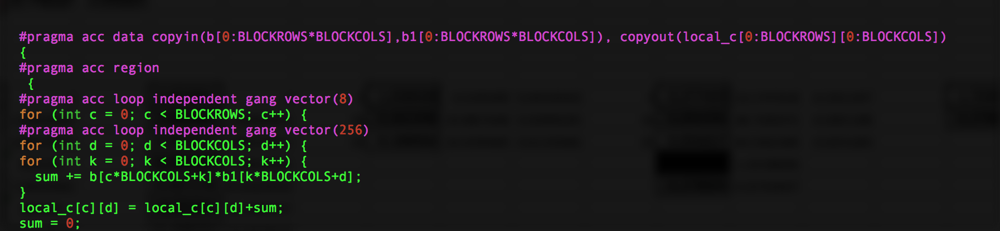 #pragma acc data copyin(b[0:BLOCKROWS*BLOCKCOLS],b1[0:BLOCKROWS*BLOCKCOLS]), copyout(local_c[0:BLOCKROWS][0:BLOCKCOLS])
{
#pragma acc region
 {
#pragma acc loop independent gang vector(8)
for (int c = 0; c < BLOCKROWS; c++) {
#pragma acc loop independent gang vector(256)
for (int d = 0; d < BLOCKCOLS; d++) {
for (int k = 0; k < BLOCKCOLS; k++) {
  sum += b[c*BLOCKCOLS+k]*b1[k*BLOCKCOLS+d];
}
local_c[c][d] = local_c[c][d]+sum;
sum = 0;